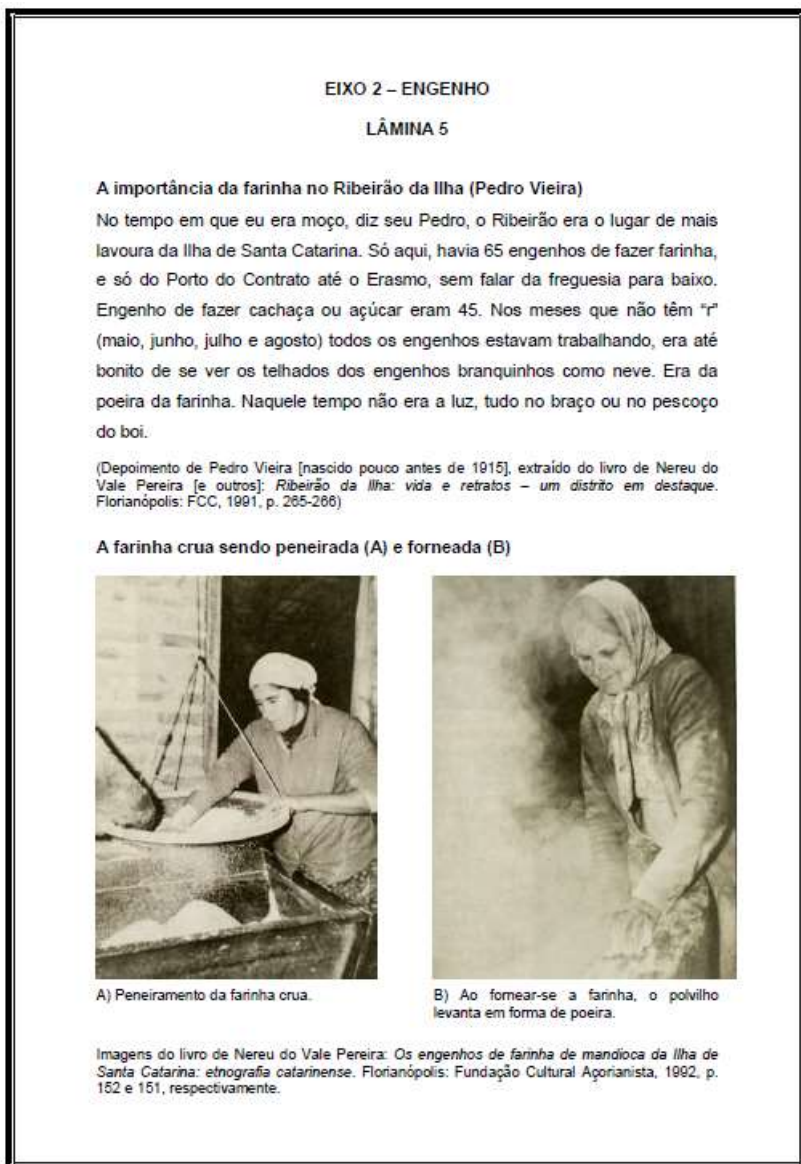 EIXO 2 – ENGENHO
LÂMINA 5
A importância da farinha no Ribeirão da Ilha (Pedro Vieira)
No tempo em que eu era moço, diz seu Pedro, o Ribeirão era o lugar de mais
lavoura da Ilha de Santa Catarina. Só aqui, havia 65 engenhos de fazer farinha,
e só do Porto do Contrato até o Erasmo, sem falar da freguesia para baixo.
Engenho de fazer cachaça ou açúcar eram 45. Nos meses que não têm “r”
(maio, junho, julho e agosto) todos os engenhos estavam trabalhando, era até
bonito de se ver os telhados dos engenhos branquinhos como neve. Era da
poeira da farinha. Naquele tempo não era a luz, tudo no braço ou no pescoço
do boi.
(Depoimento de Pedro Vieira [nascido pouco antes de 1915], extraído do livro de Nereu do
Vale Pereira [e outros]: Ribeirão da Ilha: vida e retratos – um distrito em destaque.
Florianópolis: FCC, 1991, p. 265-266)
A farinha crua sendo peneirada (A) e forneada (B)
A) Peneiramento da farinha crua.
B) Ao fornear-se a farinha, o polvilho
levanta em forma de poeira.
Imagens do livro de Nereu do Vale Pereira: Os engenhos de farinha de mandioca da Ilha de
Santa Catarina: etnografia catarinense. Florianópolis: Fundação Cultural Açorianista, 1992, p.
152 e 151, respectivamente.